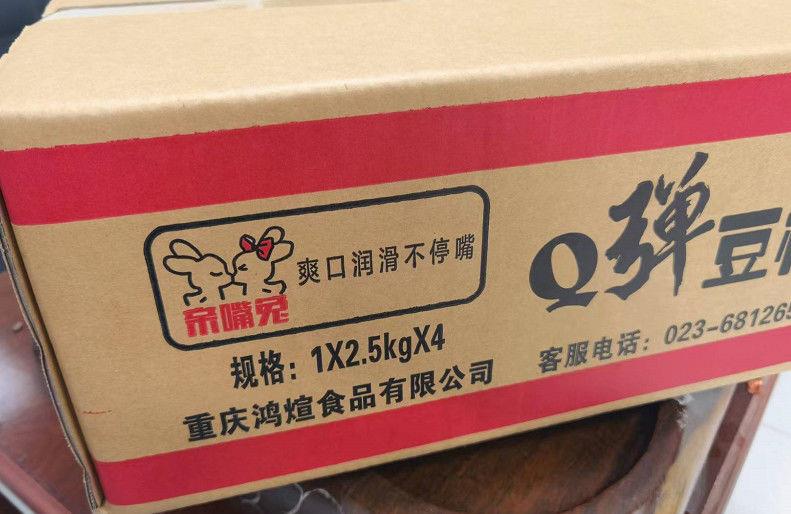 爽口润滑不停嘴
亲嘴兔
规格：1X2.5kgX4
重庆鸿煊食品有限公司
Q弹豆
客服电话：023-681265